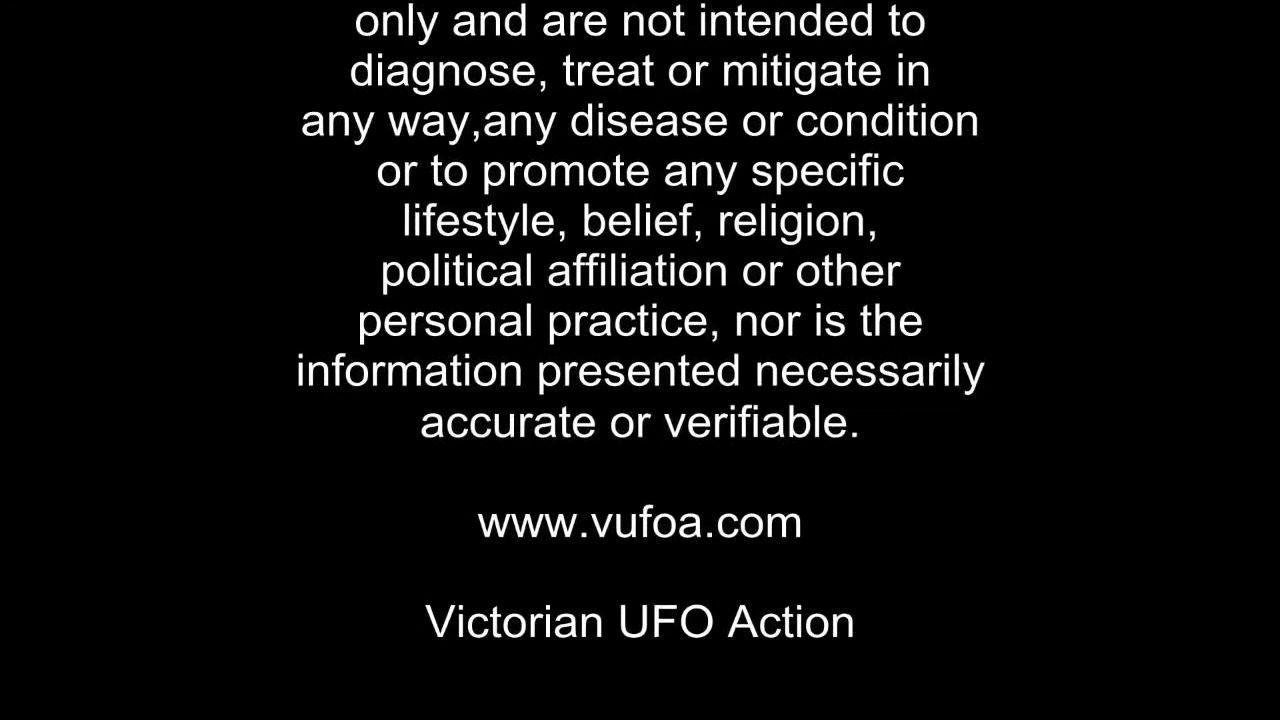 only and are not intended to
diagnose, treat or mitigate in
any way,any disease or condition
or to promote any specific
lifestyle, belief, religion,
political affiliation or other
personal practice, nor is the
information presented necessarily
accurate or verifiable.
www.vufoa.com
Victorian UFO Action